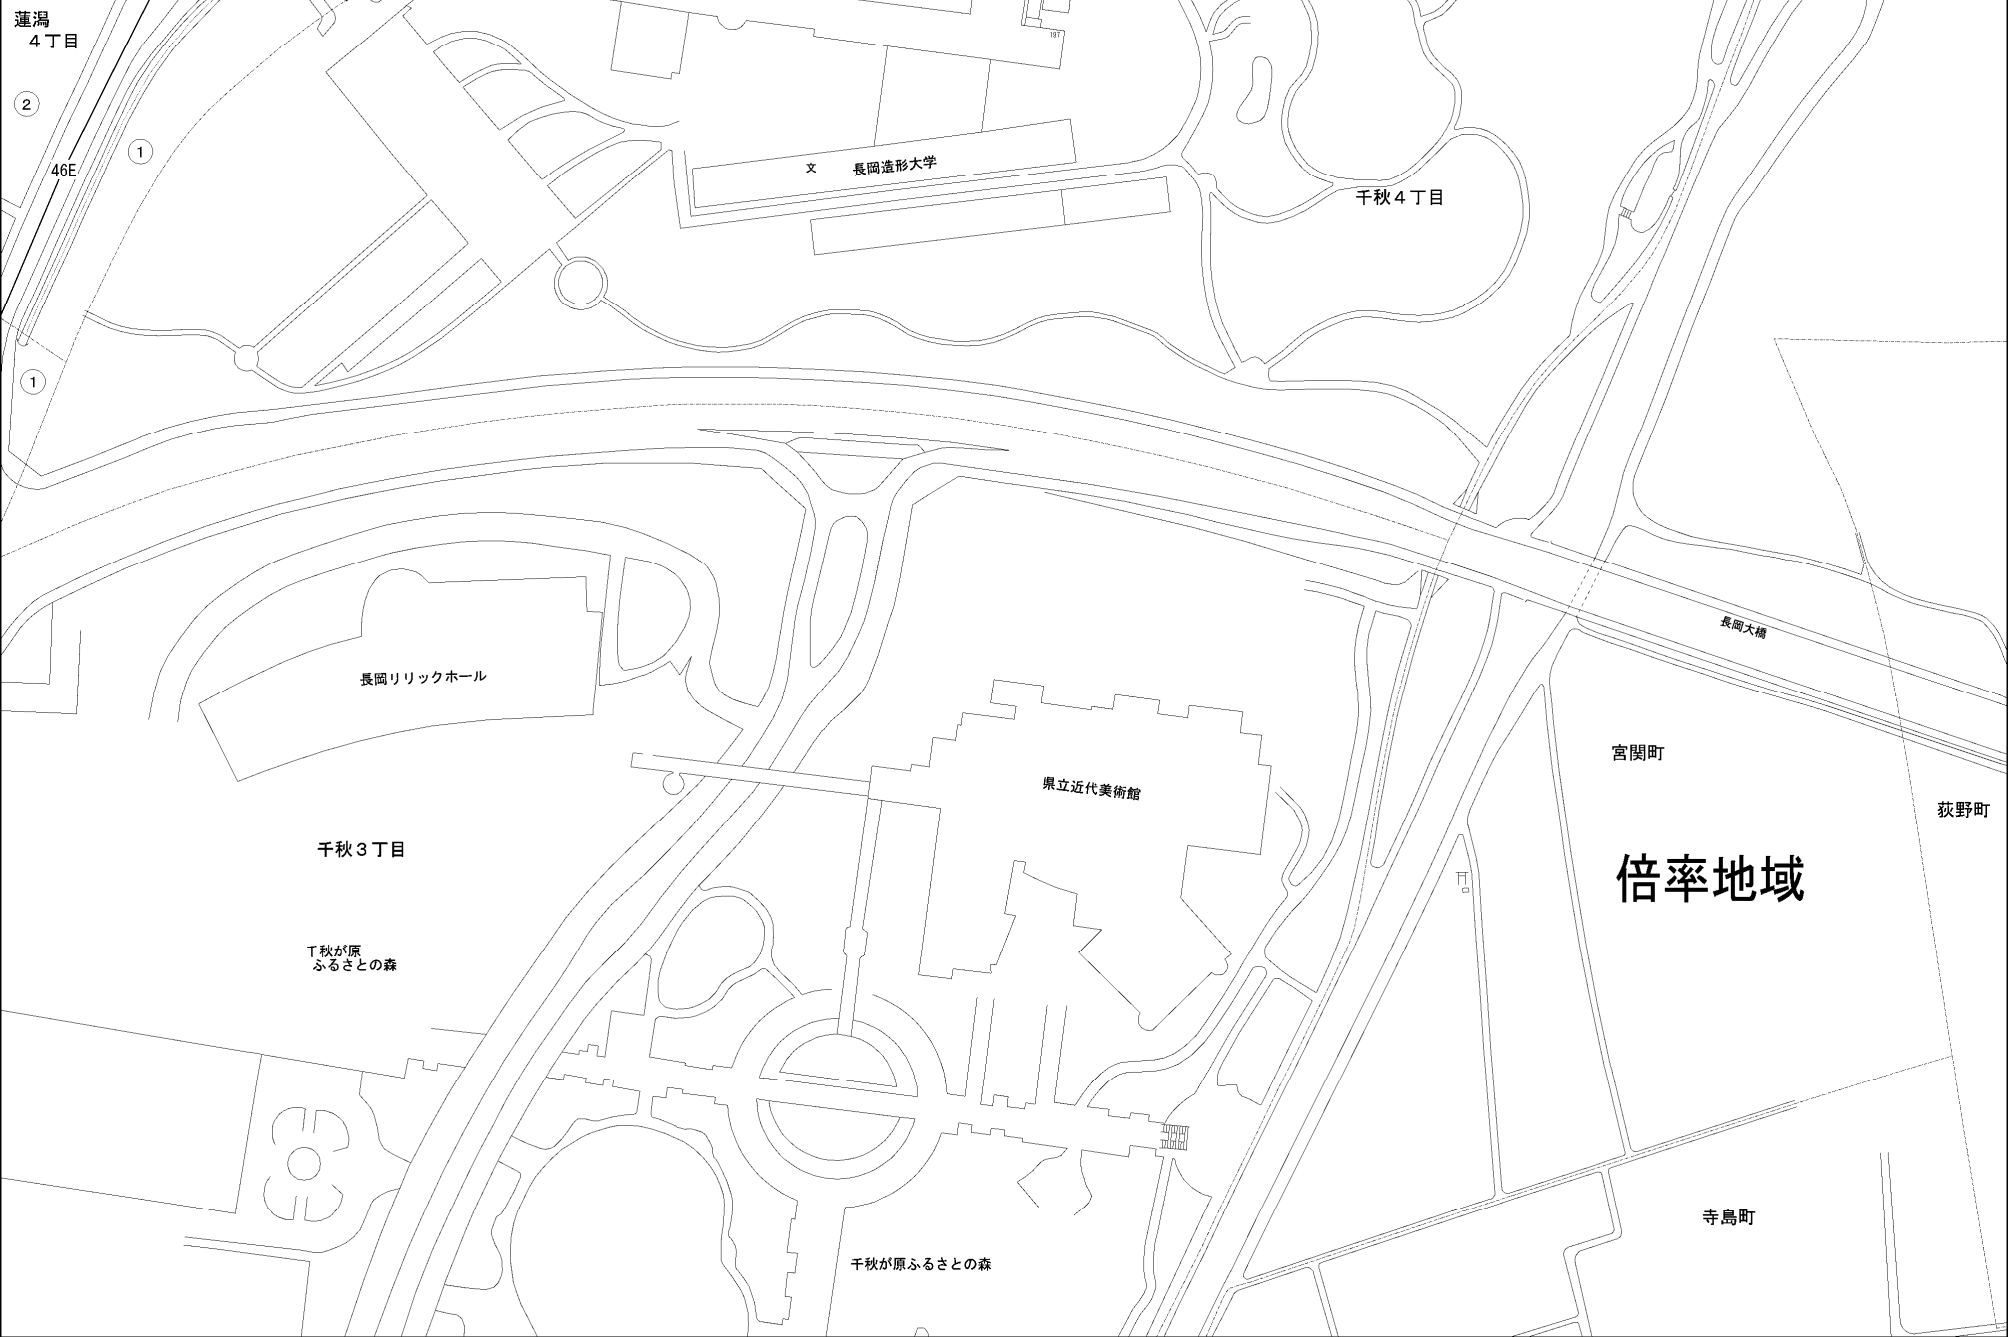 蓮潟
４丁目
197
②
①
46E
文 長岡造形大学
千秋４丁目
①
長岡大橋
長岡リリックホール
宮関町
県立近代美術館
荻野町
千秋３丁目
倍率地域
千秋が原
ふるさとの森
寺島町
千秋が原ふるさとの森